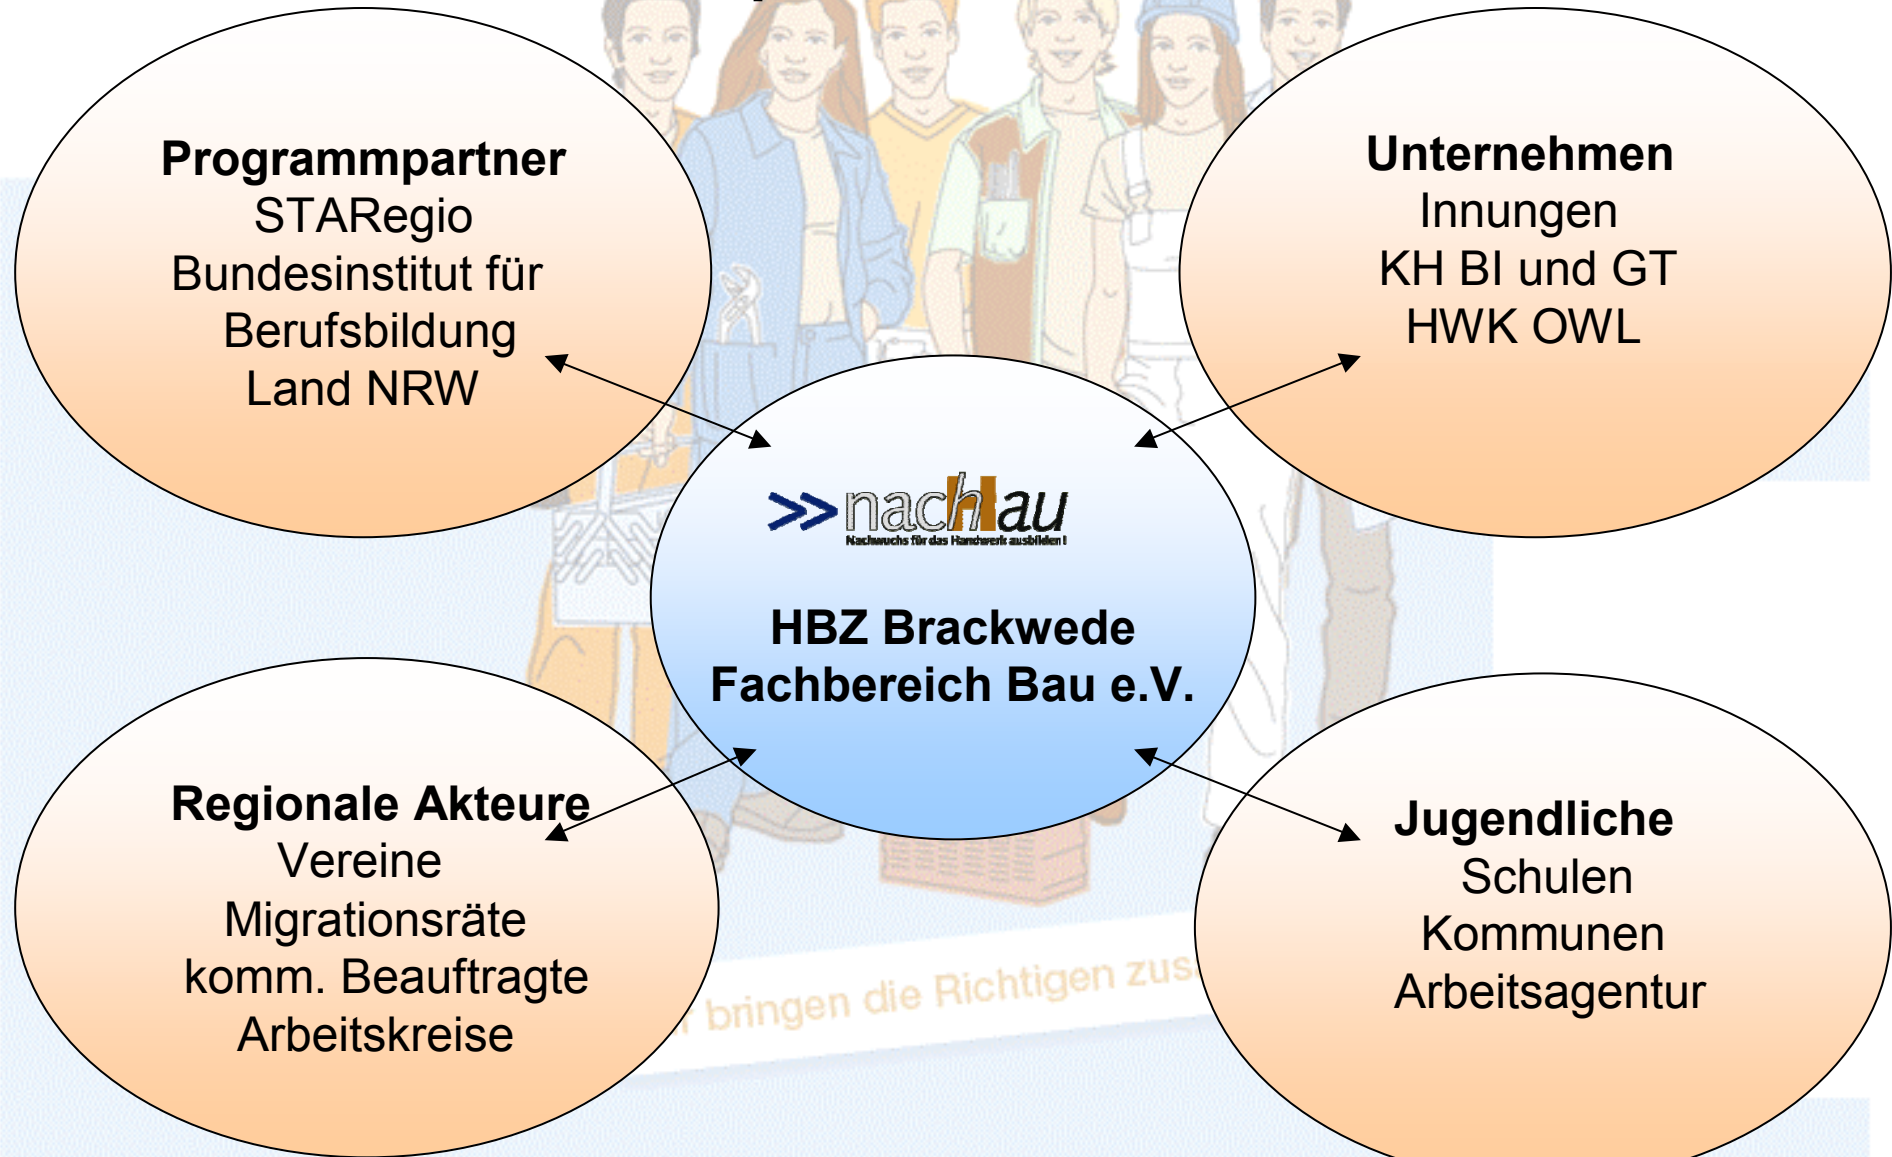 Programmpartner
STARegio
Bundesinstitut für
Berufsbildung
Land NRW
Unternehmen
Innungen
KH BI und GT
HWK OWL
>>nacHau
Nachwuchs für das Handwerk ausbilden!
HBZ Brackwede
Fachbereich Bau e.V.
Regionale Akteure
Vereine
Migrationsräte
komm. Beauftragte
Arbeitskreise
Jugendliche
Schulen
Kommunen
Arbeitsagentur
bringen die Richtigen